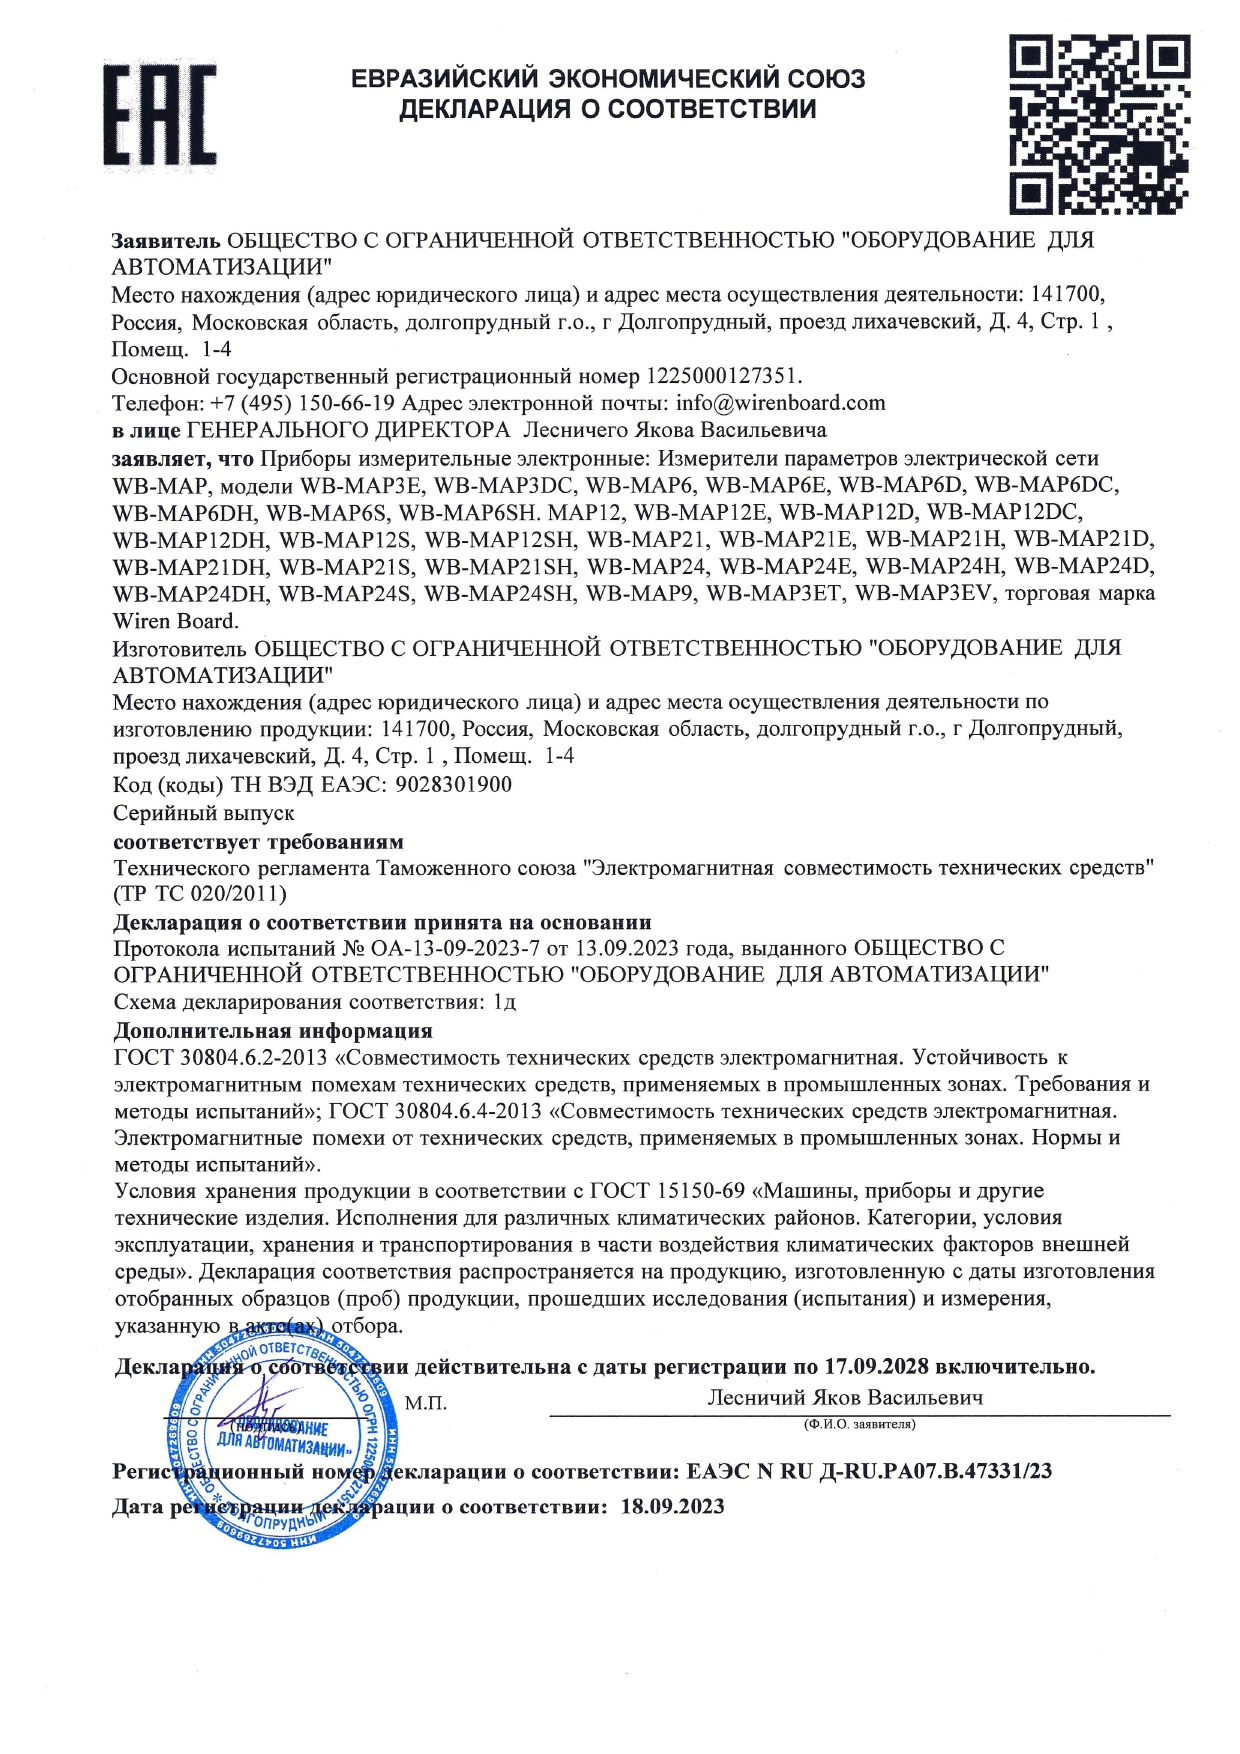 ЕАС
ЕВРАЗИЙСКИЙ ЭКОНОМИЧЕСКИЙ СОЮЗ
ДЕКЛАРАЦИЯ О СООТВЕТСТВИИ
Заявитель ОБЩЕСТВО С ОГРАНИЧЕННОЙ ОТВЕТСТВЕННОСТЬЮ "ОБОРУДОВАНИЕ ДЛЯ
АВТОМАТИЗАЦИИ"
Место нахождения (адрес юридического лица) и адрес места осуществления деятельности: 141700,
Россия, Московская область, долгопрудный г.о., г Долгопрудный, проезд лихачевский, Д. 4, Стр. 1 ,
Помещ. 1-4
Основной государственный регистрационный номер 1225000127351.
Телефон: +7 (495) 150-66-19 Адрес электронной почты: info@wirenboard.com
в лице ГЕНЕРАЛЬНОГО ДИРЕКТОРА Лесничего Якова Васильевича
заявляет, что Приборы измерительные электронные: Измерители параметров электрической сети
WB-MAP, модели WB-MAP3E, WB-MAP3DC, WB-MAP6, WB-MAP6E, WB-MAP6D, WB-MAP6DC,
WB-MAP6DH, WB-MAP6S, WB-MAP6SH. MAP12, WB-MAP12E, WB-MAP12D, WB-MAP12DC,
WB-MAP12DH, WB-MAP12S, WB-MAP12SH, WB-MAP21, WB-MAP21E, WB-MAP21H, WB-MAP21D,
WB-MAP21DH, WB-MAP21S, WB-MAP21SH, WB-MAP24, WB-MAP24E, WB-MAP24H, WB-MAP24D,
WB-MAP24DH, WB-MAP24S, WB-MAP24SH, WB-MAP9, WB-MAP3ET, WB-MAP3EV, торговая марка
Wiren Board.
Изготовитель ОБЩЕСТВО С ОГРАНИЧЕННОЙ ОТВЕТСТВЕННОСТЬЮ "ОБОРУДОВАНИЕ ДЛЯ
АВТОМАТИЗАЦИИ"
Место нахождения (адрес юридического лица) и адрес места осуществления деятельности по
изготовлению продукции: 141700, Россия, Московская область, долгопрудный г.о., г Долгопрудный,
проезд лихачевский, Д. 4, Стр. 1 , Помещ. 1-4
Код (коды) ТН ВЭД ЕАЭС: 9028301900
Серийный выпуск
соответствует требованиям
Технического регламента Таможенного союза "Электромагнитная совместимость технических средств"
(ТР ТС 020/2011)
Декларация о соответствии принята на основании
Протокола испытаний № ОА-13-09-2023-7 от 13.09.2023 года, выданного ОБЩЕСТВО С
ОГРАНИЧЕННОЙ ОТВЕТСТВЕННОСТЬЮ "ОБОРУДОВАНИЕ ДЛЯ АВТОМАТИЗАЦИИ"
Схема декларирования соответствия: 1д
Дополнительная информация
ГОСТ 30804.6.2-2013 «Совместимость технических средств электромагнитная. Устойчивость к
электромагнитным помехам технических средств, применяемых в промышленных зонах. Требования и
методы испытаний»; ГОСТ 30804.6.4-2013 «Совместимость технических средств электромагнитная.
Электромагнитные помехи от технических средств, применяемых в промышленных зонах. Нормы и
методы испытаний».
Условия хранения продукции в соответствии с ГОСТ 15150-69 «Машины, приборы и другие
технические изделия. Исполнения для различных климатических районов. Категории, условия
эксплуатации, хранения и транспортирования в части воздействия климатических факторов внешней
среды». Декларация соответствия распространяется на продукцию, изготовленную с даты изготовления
отобранных образцов (проб) продукции, прошедших исследования (испытания) и измерения,
указанную в акте(ах) отбора.
Декларация о соответствии действительна с даты регистрации по 17.09.2028 включительно.
М.П.
Лесничий Яков Васильевич
(подпись)
(Ф.И.О. заявителя)
ОБЩЕСТВО С ОГРАНИЧЕННОЙ ОТВЕТСТВЕННОСТЬЮ ОГРН 1225000127351
ДОЛГОПРУДНЫЙ
«ОБОРУДОВАНИЕ
ДЛЯ АВТОМАТИЗАЦИИ»
ИНН 5047269609
Регистрационный номер декларации о соответствии: ЕАЭС N RU Д-RU.РА07.В.47331/23
Дата регистрации декларации о соответствии: 18.09.2023